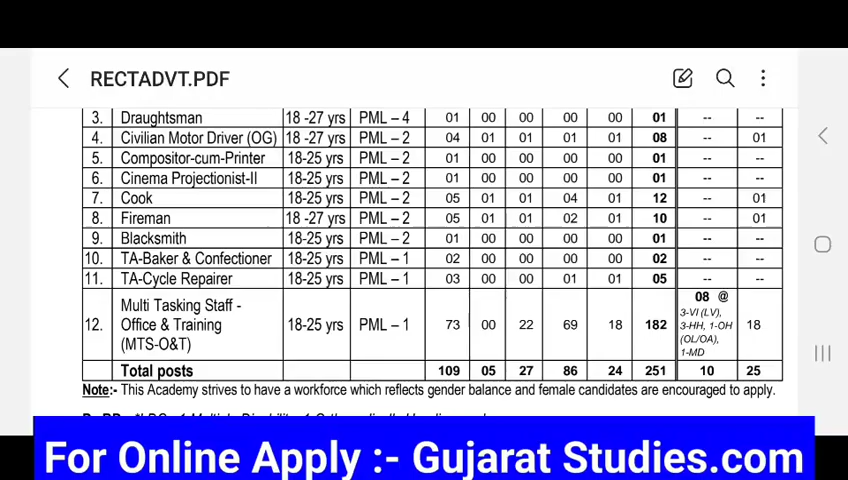 RECTADVT.PDF
3. Draughtsman 18 -27 yrs PML – 4 01 00 00 00 00 01 -- --
4. Civilian Motor Driver (OG) 18-27 yrs PML – 2 04 01 01 01 01 08 -- 01
5. Compositor-cum-Printer 18-25 yrs PML – 2 01 00 00 00 00 01 -- --
6. Cinema Projectionist-II 18-25 yrs PML – 2 01 00 00 00 00 01 -- --
7. Cook 18-25 yrs PML – 2 05 01 01 04 01 12 -- 01
8. Fireman 18 -27 yrs PML – 2 05 01 01 02 01 10 -- 01
9. Blacksmith 18-25 yrs PML – 2 01 00 00 00 00 01 -- --
10. TA-Baker & Confectioner 18-25 yrs PML – 1 02 00 00 00 00 02 -- --
11. TA-Cycle Repairer 18-25 yrs PML – 1 03 00 00 01 01 05 -- --
12. Multi Tasking Staff - Office & Training (MTS-O&T) 18-25 yrs PML – 1 73 00 22 69 18 182 08 @ 3-VI (LV), 3-HH, 1-OH (OL/OA), 1-MD 18
Total posts 109 05 27 86 24 251 10 25
Note:- This Academy strives to have a workforce which reflects gender balance and female candidates are encouraged to apply.
For Online Apply :- Gujarat Studies.com